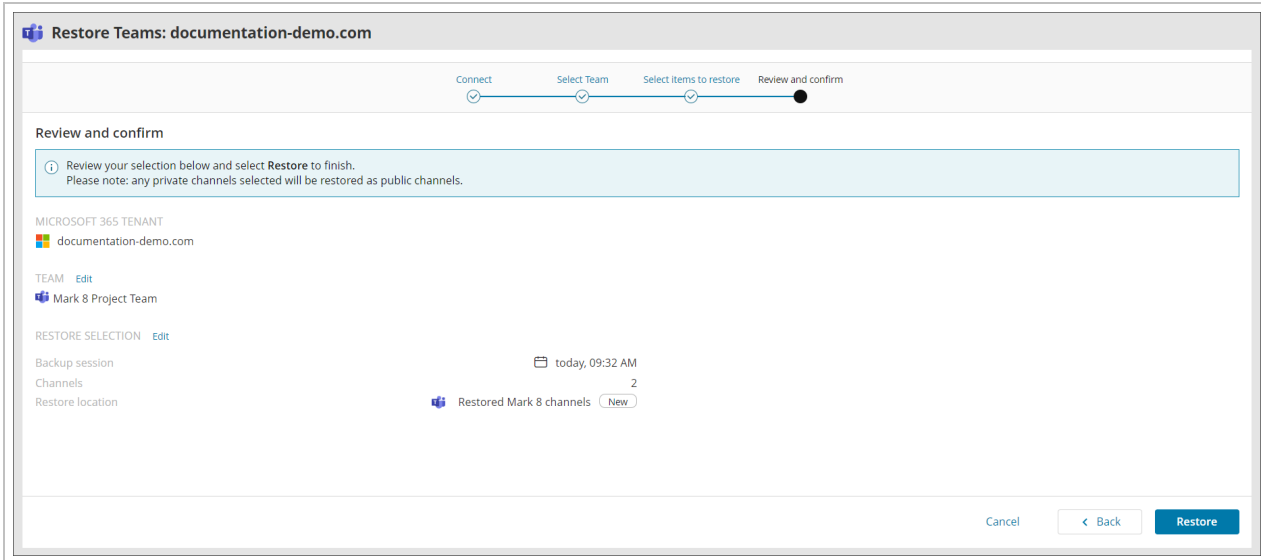 Restore Teams: documentation-demo.com
Connect Select Team Select items to restore Review and confirm
Review and confirm
Review your selection below and select Restore to finish.
Please note: any private channels selected will be restored as public channels.
MICROSOFT 365 TENANT
documentation-demo.com
TEAM Edit
Mark 8 Project Team
RESTORE SELECTION Edit
Backup session today, 09:32 AM
Channels 2
Restore location Restored Mark 8 channels New
Cancel Back Restore